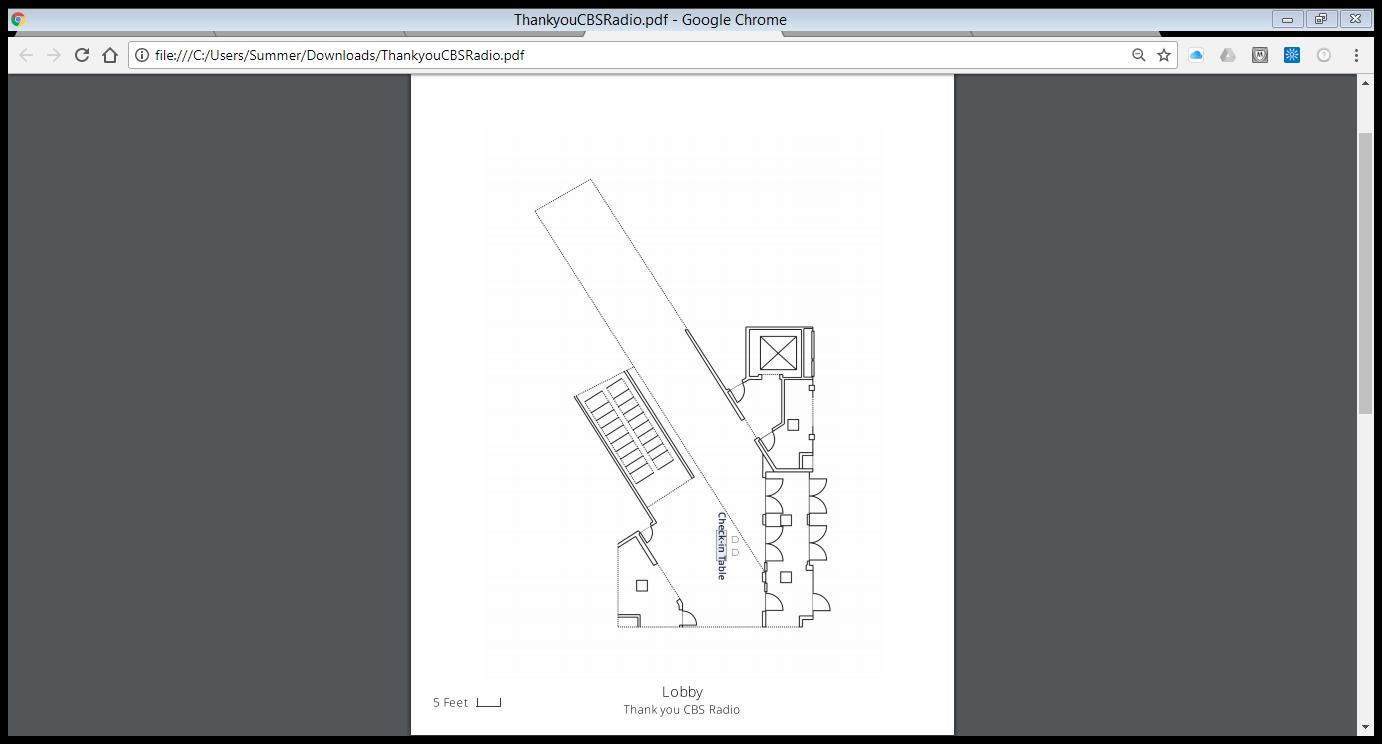 ThankyouCBSRadio.pdf - Google Chrome
file:///C:/Users/Summer/Downloads/ThankyouCBSRadio.pdf
Check-in Table
Lobby
5 Feet
Thank you CBS Radio